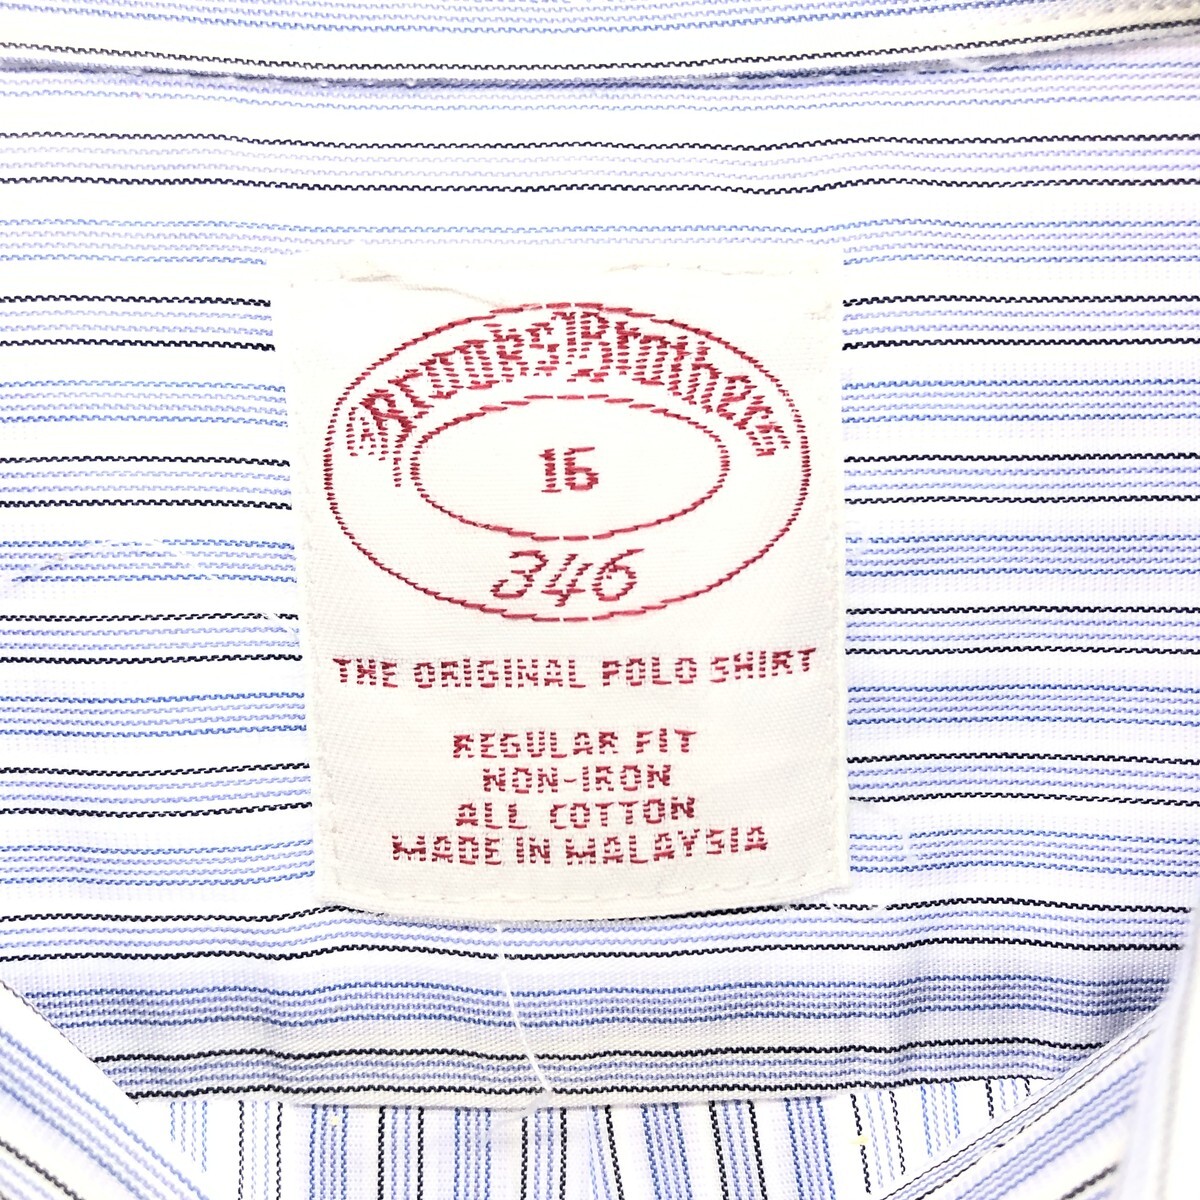 Brooks Brothers
16
346
THE ORIGINAL POLO SHIRT
REGULAR FIT
NON-IRON
ALL COTTON
MADE IN MALAYSIA